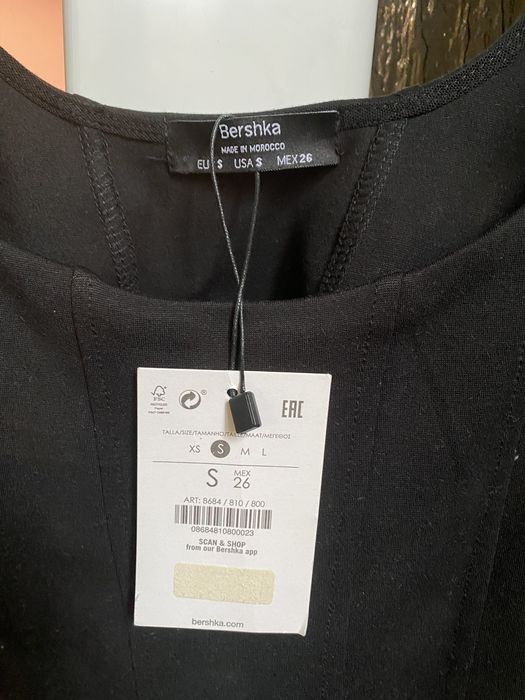 Bershka
MADE IN MOROCCO
EU S USA S MEX 26
FSC
EAC
TALLA/SIZE/TAMANHO/TAILLE/MAAT/ΜΕΓΕΘΟΣ
XS S M L
S MEX 26
ART: 8684 / 810 / 800
08684810800023
SCAN & SHOP
from our Bershka app
bershka.com